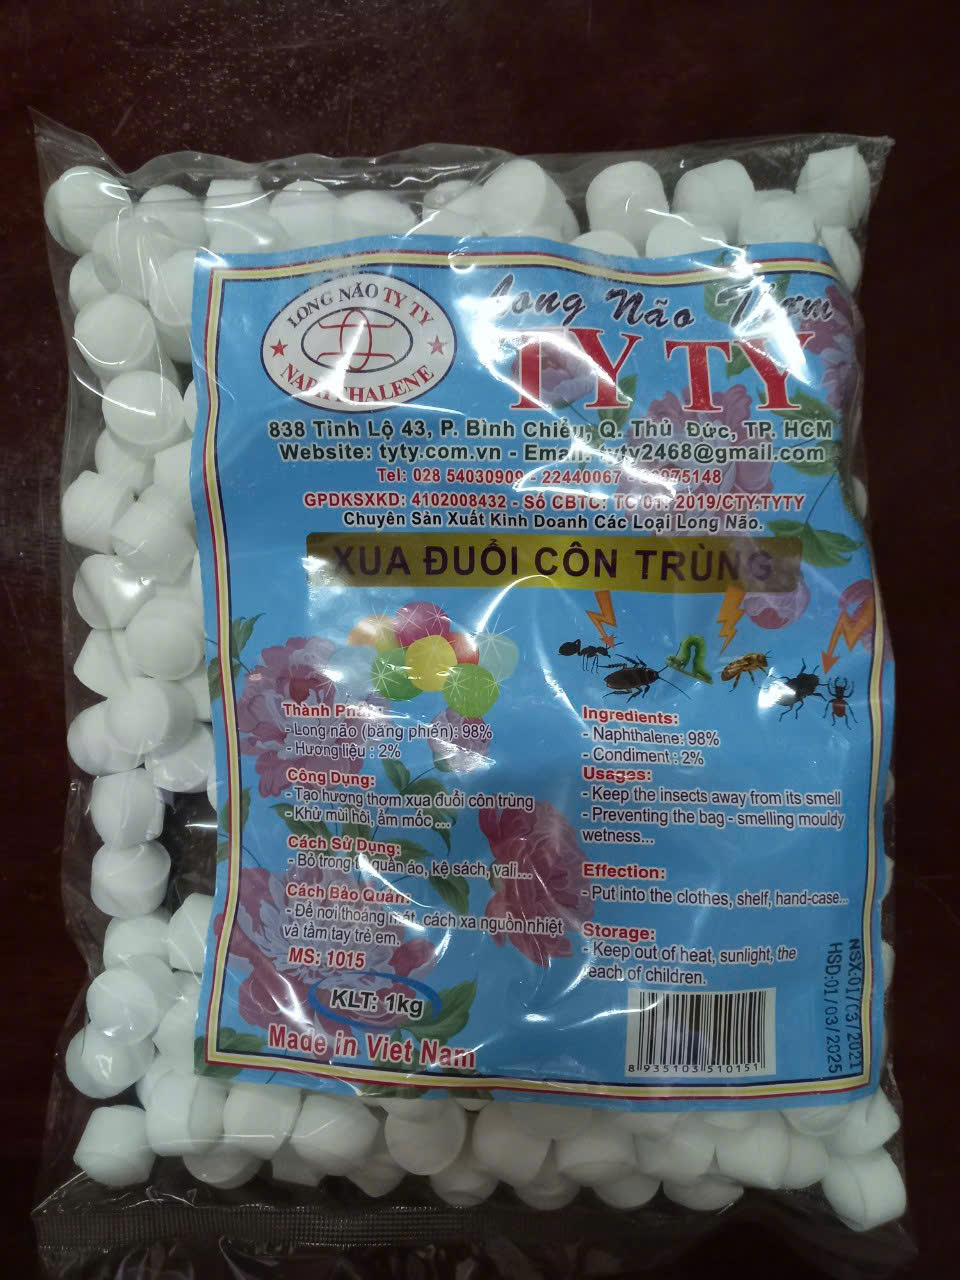 LONG NÃO TY TY
NAPHTHALENE
Long Não Thơm
TY TY
838 Tỉnh Lộ 43, P. Bình Chiểu, Q. Thủ Đức, TP. HCM
Website: tyty.com.vn - Email: tyty2468@gmail.com
Tel: 028 54030909 - 22440067 -
GPDKSXKD: 4102008432 - Số CBTC: TC/01: 2019/CTY.TYTY
Chuyên Sản Xuất Kinh Doanh Các Loại Long Não.
XUA ĐUỔI CÔN TRÙNG
Thành Phần:
- Long não (băng phiến): 98%
- Hương liệu : 2%
Công Dụng:
- Tạo hương thơm xua đuổi côn trùng
- Khử mùi hôi, ẩm mốc ...
Cách Sử Dụng:
- Bỏ trong tủ quần áo, kệ sách, vali...
Cách Bảo Quản:
- Để nơi thoáng mát, cách xa nguồn nhiệt
và tầm tay trẻ em.
MS: 1015
KLT: 1kg
Made in Viet Nam
Ingredients:
- Naphthalene: 98%
- Condiment : 2%
Usages:
- Keep the insects away from its smell
- Preventing the bag - smelling mouldy
wetness...
Effection:
- Put into the clothes, shelf, hand-case...
Storage:
- Keep out of heat, sunlight, the
reach of children.
8 935103 510151
NSX:01/03/2021
HSD:01/03/2025